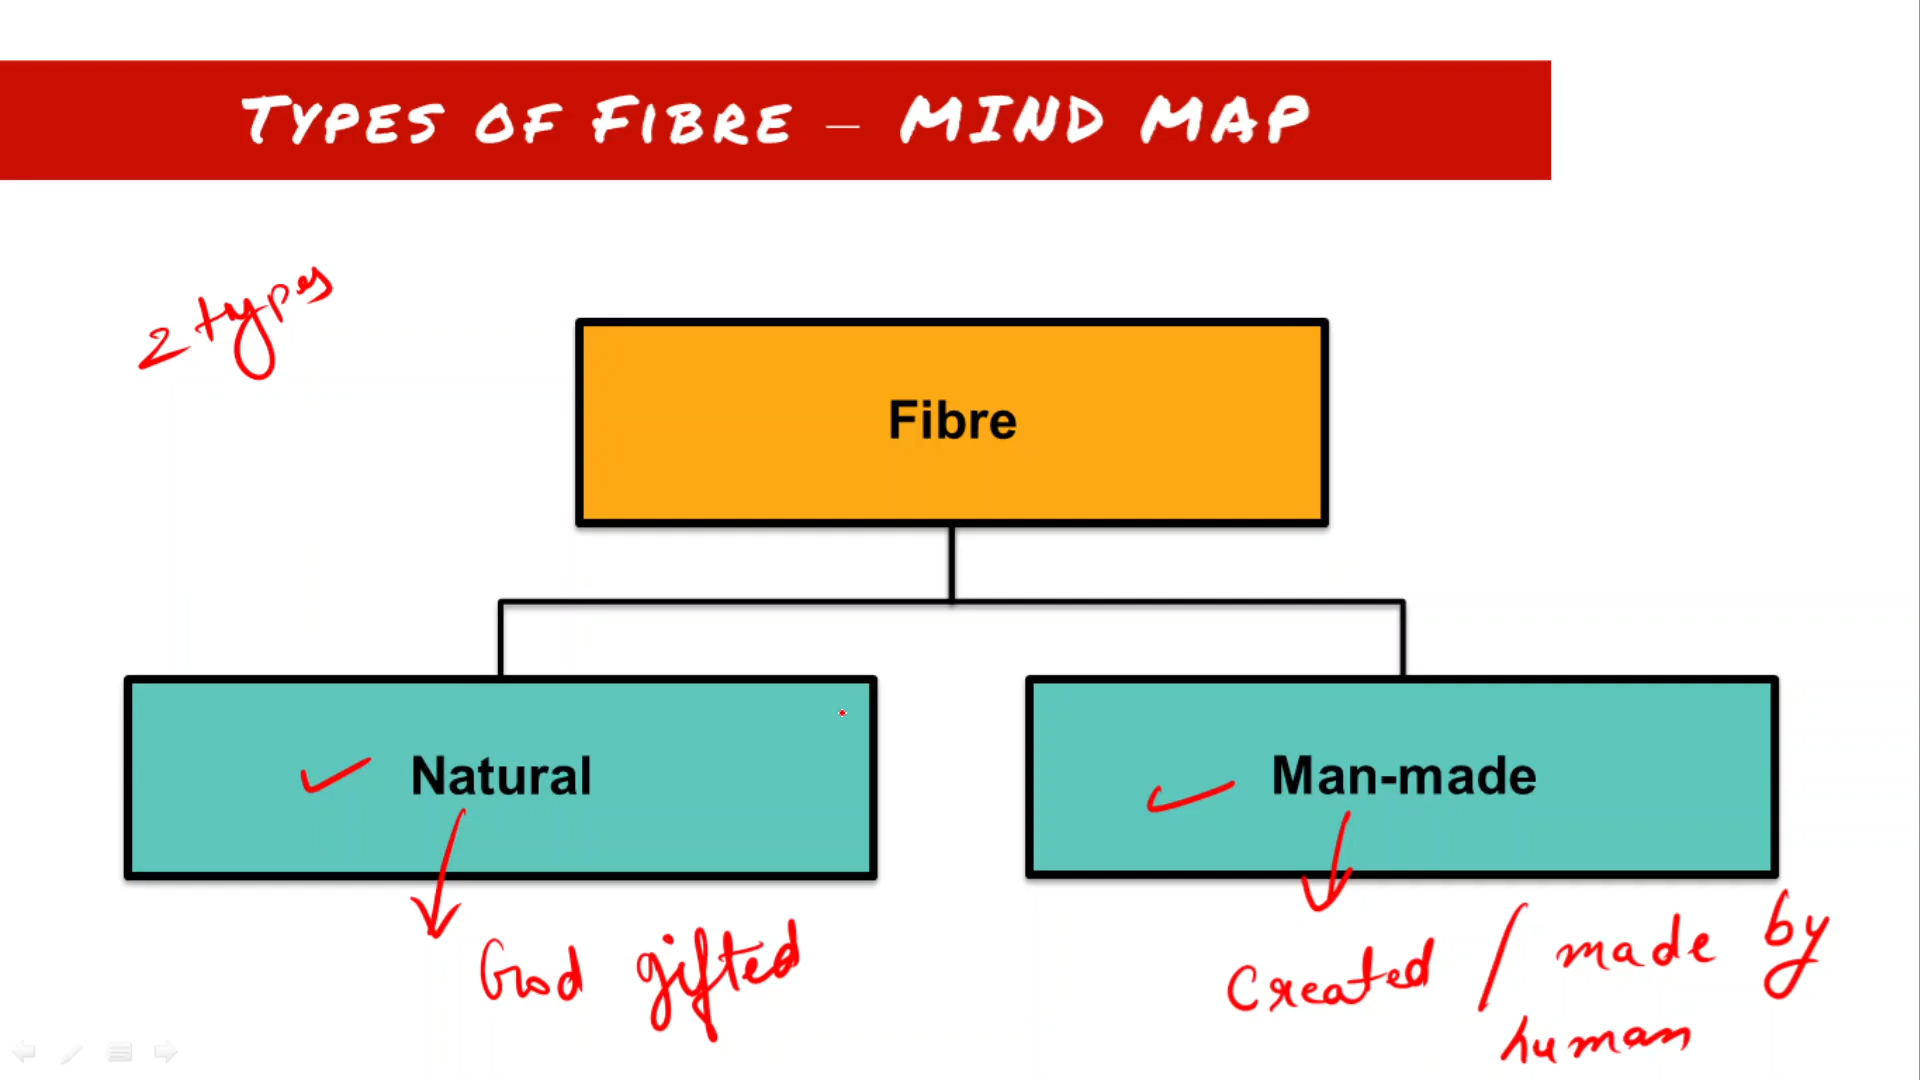 TYPES OF FIBRE – MIND MAP
2 types
Fibre
Natural
Man-made
God gifted
Created / made by
human